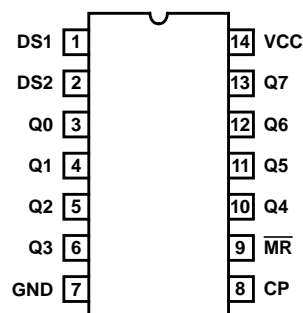 DS1 1 14 VCC
DS2 2 13 Q7
Q0 3 12 Q6
Q1 4 11 Q5
Q2 5 10 Q4
Q3 6 9 M̅R̅
GND 7 8 CP